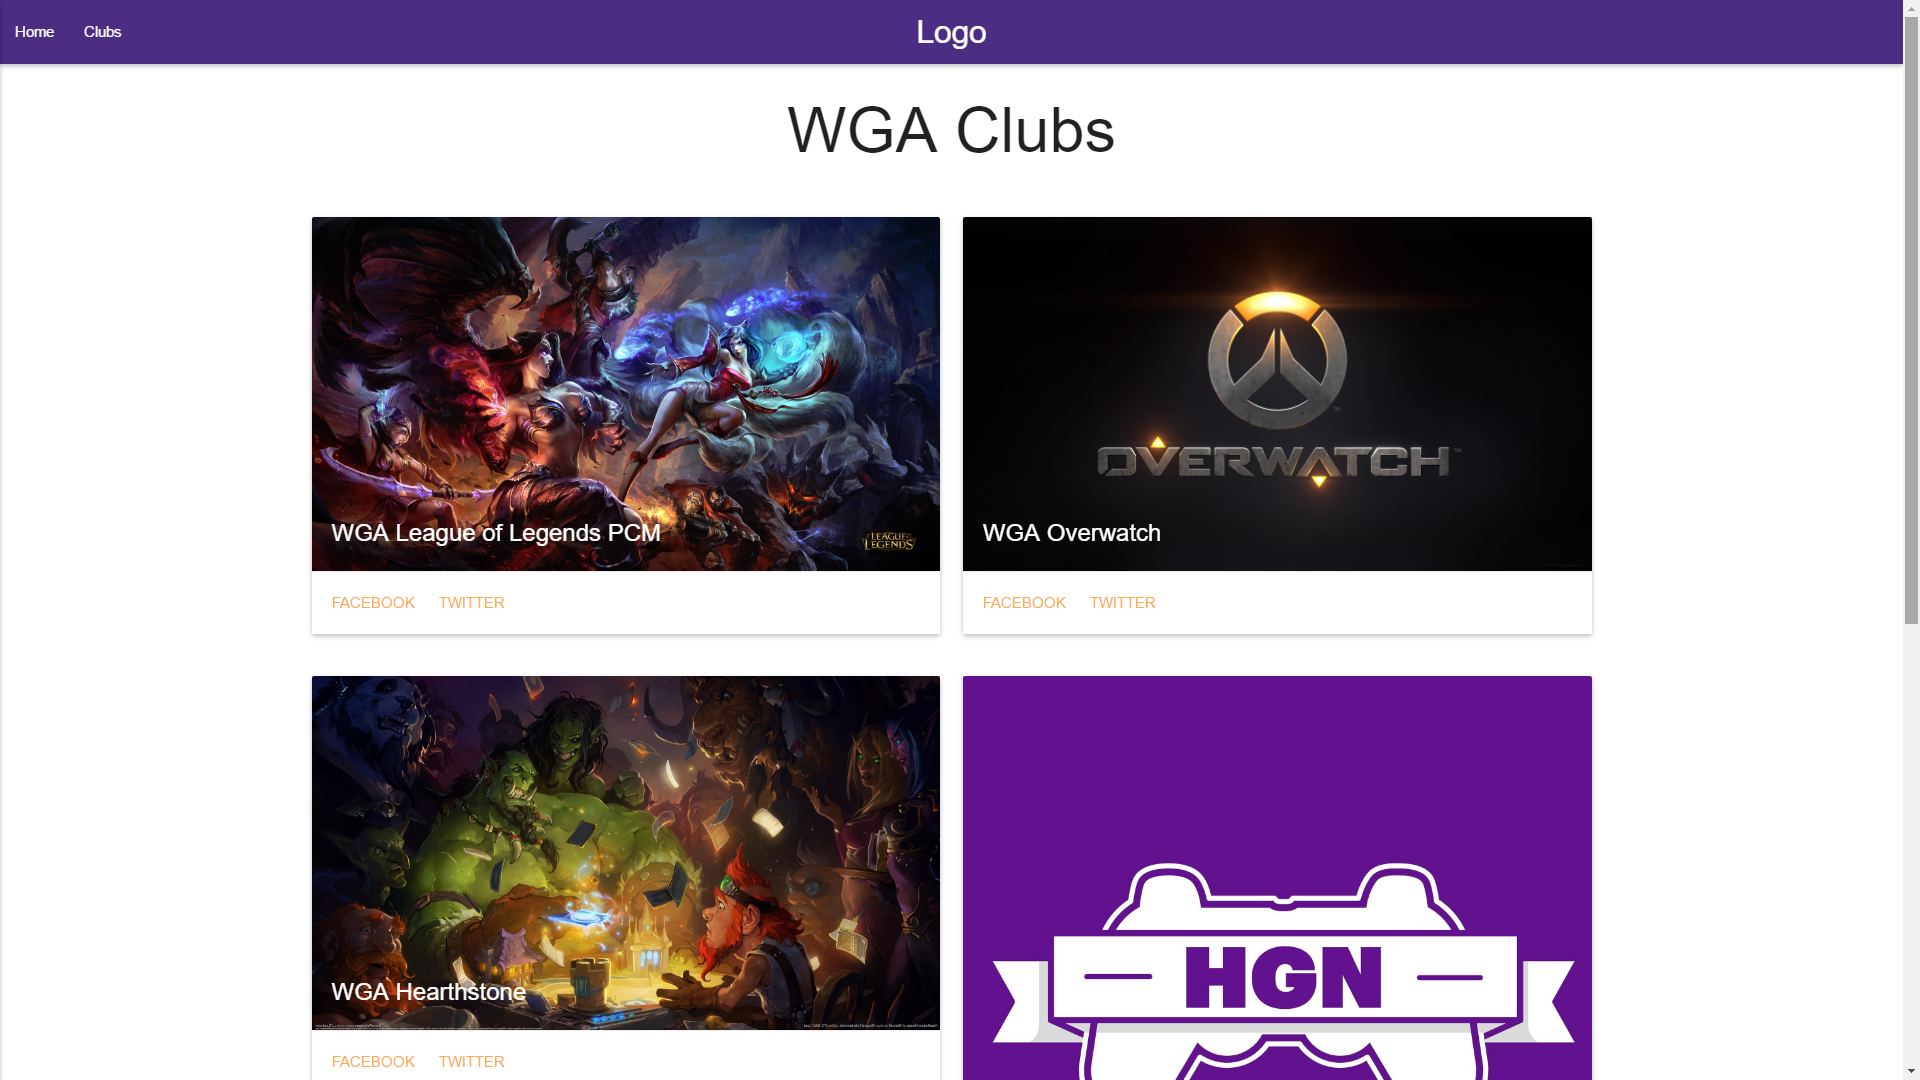 Home Clubs Logo
WGA Clubs
LEAGUE OF
LEGENDS
WGA League of Legends PCM
OVERWATCH
WGA Overwatch
FACEBOOK TWITTER
FACEBOOK TWITTER
WGA Hearthstone
HGN
FACEBOOK TWITTER